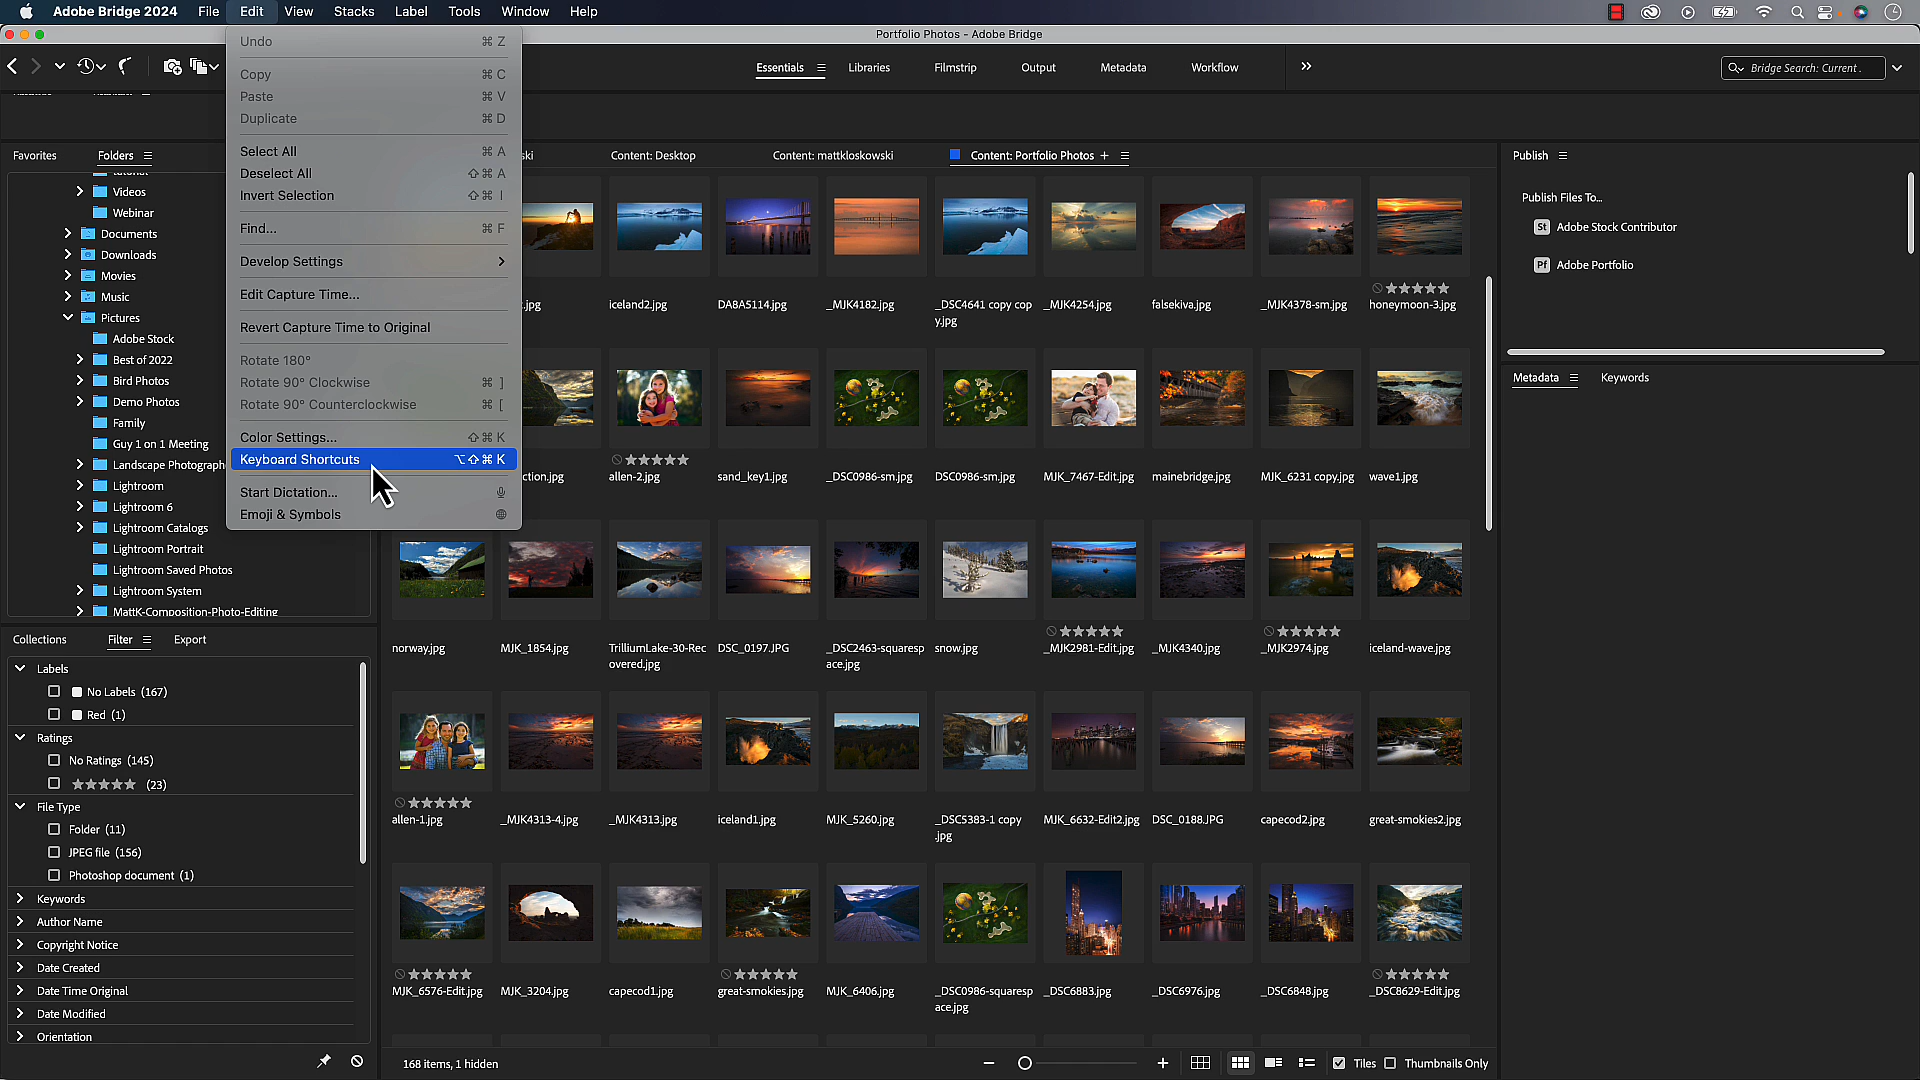 Adobe Bridge 2024 File Edit View Stacks Label Tools Window Help
Portfolio Photos - Adobe Bridge
Essentials Libraries Filmstrip Output Metadata Workflow
Bridge Search: Current .
Undo ⌘ Z
Copy ⌘ C
Paste ⌘ V
Duplicate ⌘ D
Select All ⌘ A
Deselect All ⇧ ⌘ A
Invert Selection ⇧ ⌘ I
Find... ⌘ F
Develop Settings
Edit Capture Time...
Revert Capture Time to Original
Rotate 180°
Rotate 90° Clockwise ⌘ ]
Rotate 90° Counterclockwise ⌘ [
Color Settings... ⇧ ⌘ K
Keyboard Shortcuts ⌥ ⇧ ⌘ K
Start Dictation...
Emoji & Symbols
Favorites Folders
Videos
Webinar
Documents
Downloads
Movies
Music
Pictures
Adobe Stock
Best of 2022
Bird Photos
Demo Photos
Family
Guy 1 on 1 Meeting
Landscape Photograph
Lightroom
Lightroom 6
Lightroom Catalogs
Lightroom Portrait
Lightroom Saved Photos
Lightroom System
MattK-Composition-Photo-Editing
Collections Filter Export
Labels
No Labels (167)
Red (1)
Ratings
No Ratings (145)
★★★★★ (23)
File Type
Folder (11)
JPEG file (156)
Photoshop document (1)
Keywords
Author Name
Copyright Notice
Date Created
Date Time Original
Date Modified
Orientation
ski Content: Desktop Content: mattkloskowski Content: Portfolio Photos +
.jpg iceland2.jpg DA8A5114.jpg _MJK4182.jpg _DSC4641 copy cop _MJK4254.jpg falsekiva.jpg _MJK4378-sm.jpg honeymoon-3.jpg
y.jpg
ction.jpg allen-2.jpg sand_key1.jpg _DSC0986-sm.jpg DSC0986-sm.jpg MJK_7467-Edit.jpg mainebridge.jpg MJK_6231 copy.jpg wave1.jpg
norway.jpg MJK_1854.jpg TrilliumLake-30-Rec DSC_0197.JPG _DSC2463-squaresp snow.jpg _MJK2981-Edit.jpg _MJK4340.jpg _MJK2974.jpg iceland-wave.jpg
overed.jpg ace.jpg
allen-1.jpg _MJK4313-4.jpg _MJK4313.jpg iceland1.jpg MJK_5260.jpg _DSC5383-1 copy MJK_6632-Edit2.jpg DSC_0188.JPG capecod2.jpg great-smokies2.jpg
.jpg
MJK_6576-Edit.jpg MJK_3204.jpg capecod1.jpg great-smokies.jpg MJK_6406.jpg _DSC0986-squaresp _DSC6883.jpg _DSC6976.jpg _DSC6848.jpg _DSC8629-Edit.jpg
ace.jpg
168 items, 1 hidden
Tiles Thumbnails Only
Publish
Publish Files To...
St Adobe Stock Contributor
Pf Adobe Portfolio
Metadata Keywords